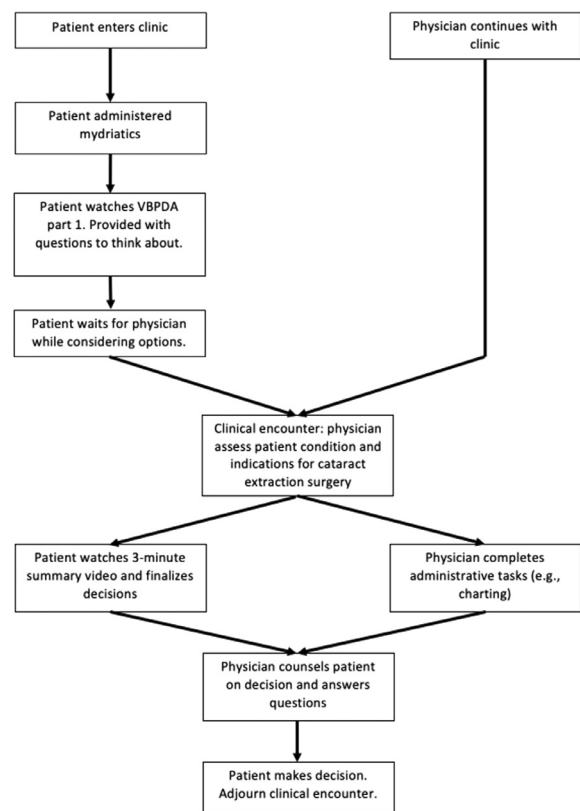 Patient enters clinic
Physician continues with
clinic
Patient administered
mydriatics
Patient watches VBPDA
part 1. Provided with
questions to think about.
Patient waits for physician
while considering options.
Clinical encounter: physician
assess patient condition and
indications for cataract
extraction surgery
Patient watches 3-minute
summary video and finalizes
decisions
Physician completes
administrative tasks (e.g.,
charting)
Physician counsels patient
on decision and answers
questions
Patient makes decision.
Adjourn clinical encounter.